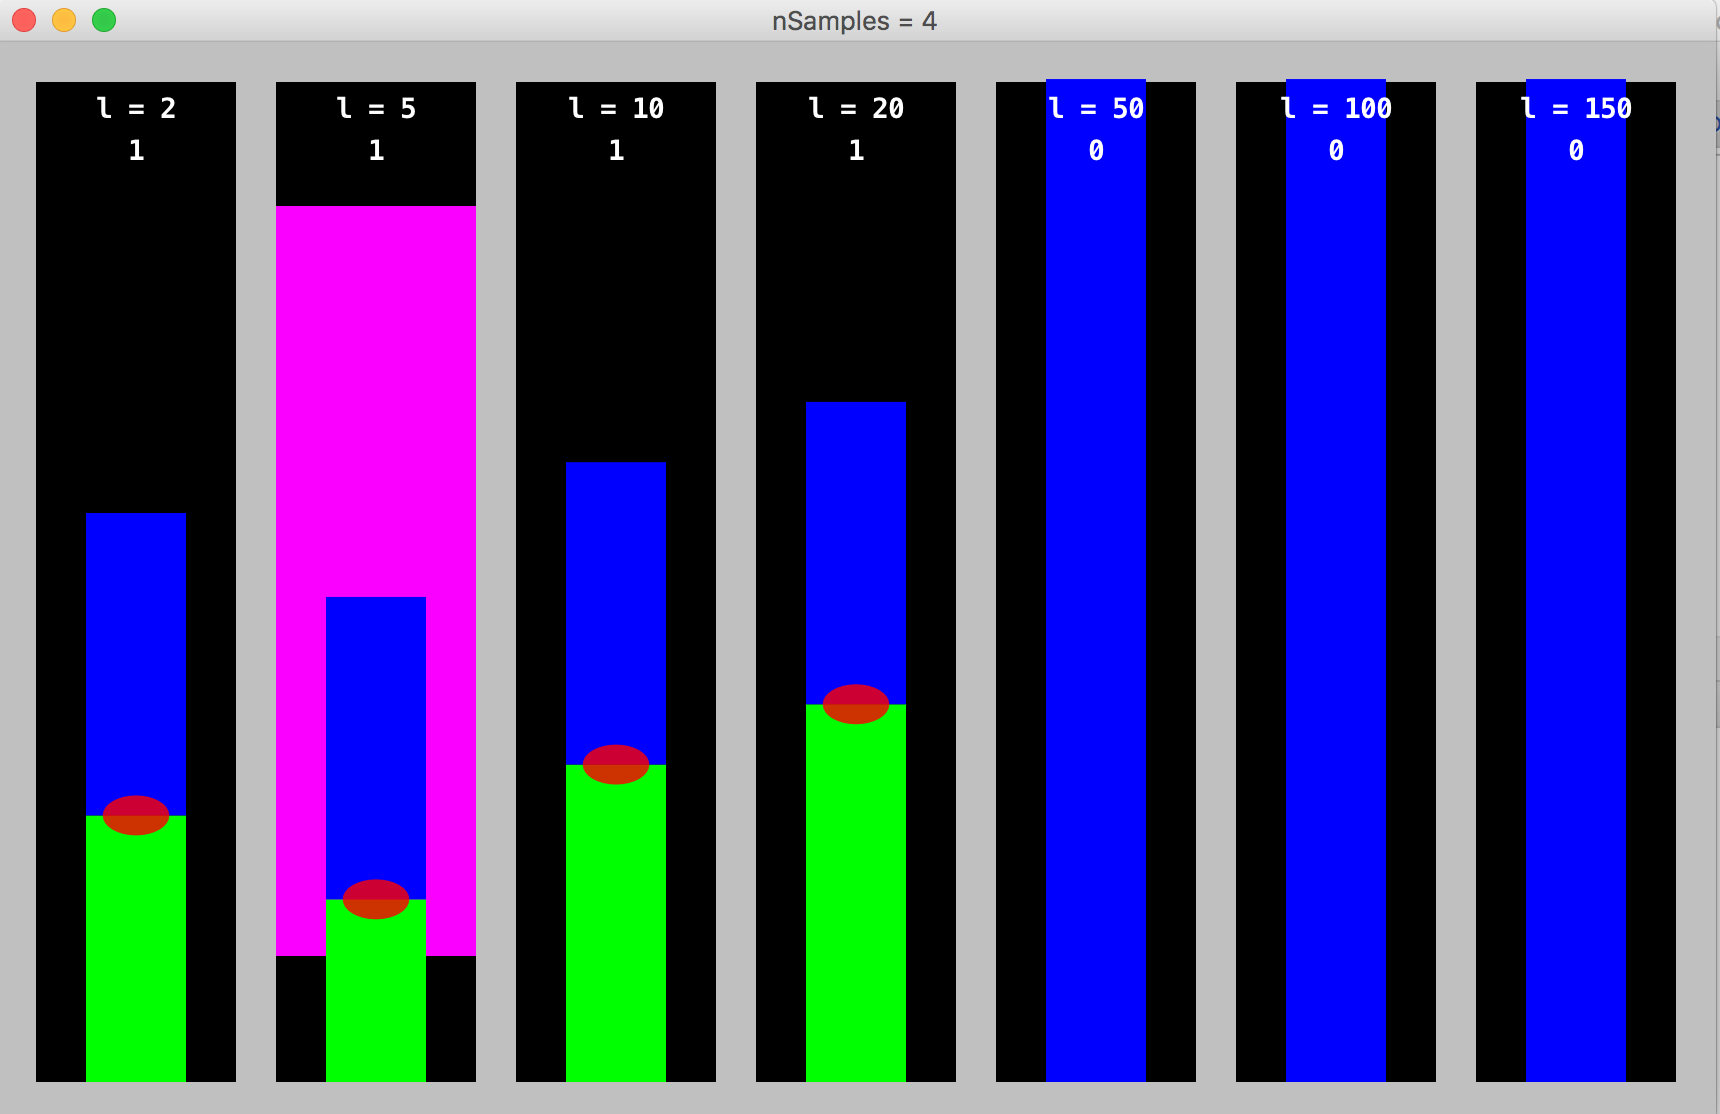 nSamples = 4
l = 2
1
l = 5
1
l = 10
1
l = 20
1
l = 50
0
l = 100
0
l = 150
0